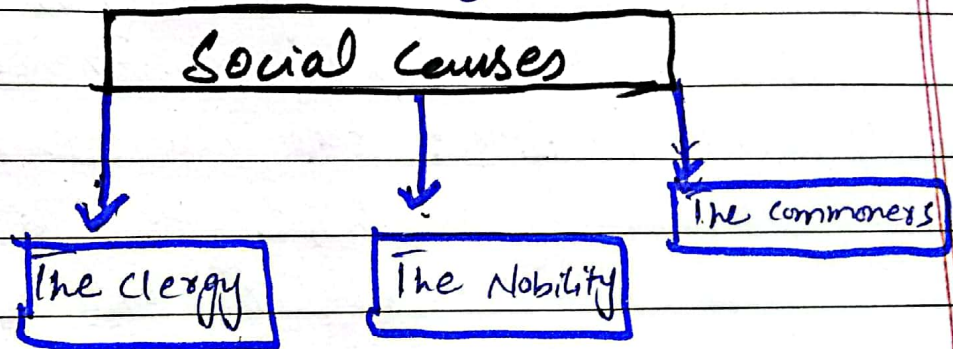 Social Causes
The Commoners
The Clergy
The Nobility